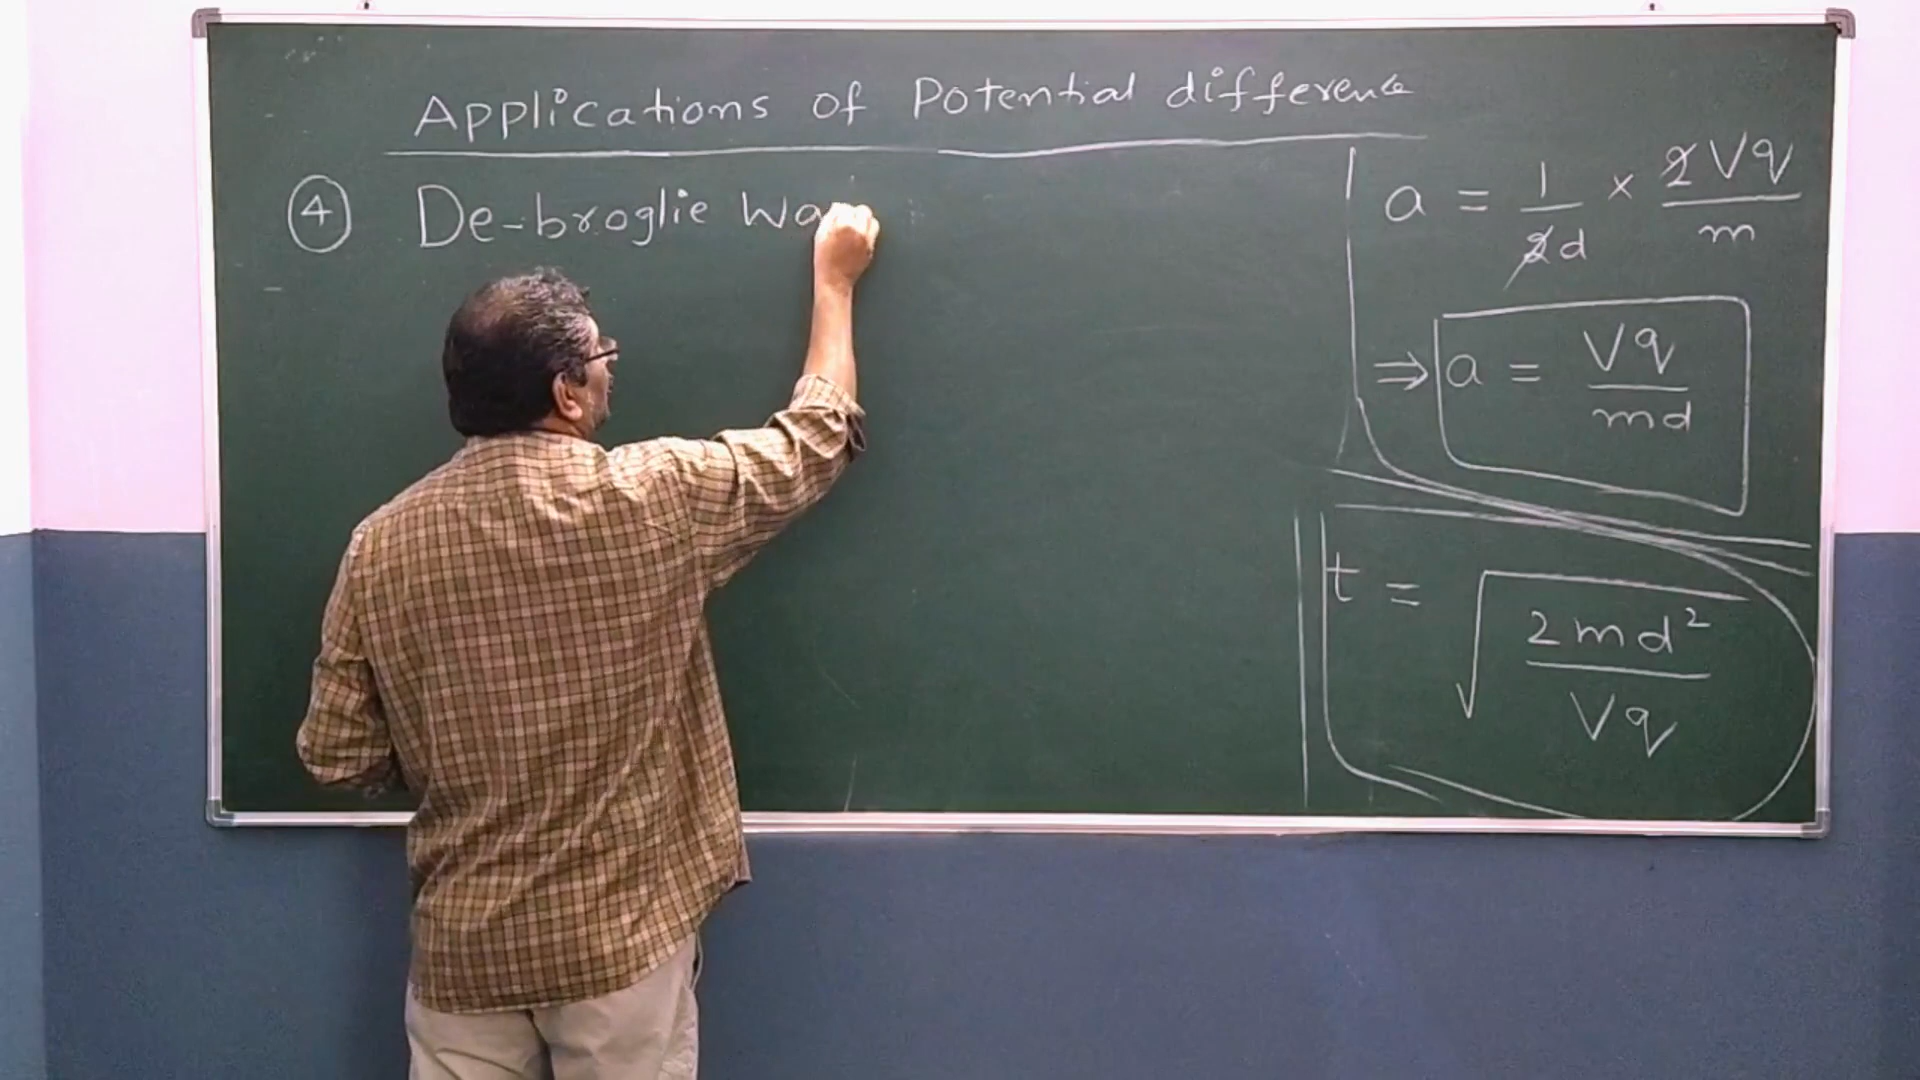 Applications of Potential difference
④ De-broglie Wa
a = 1/2d × 2Vq/m
⇒ a = Vq/md
t = √(2md²/Vq)